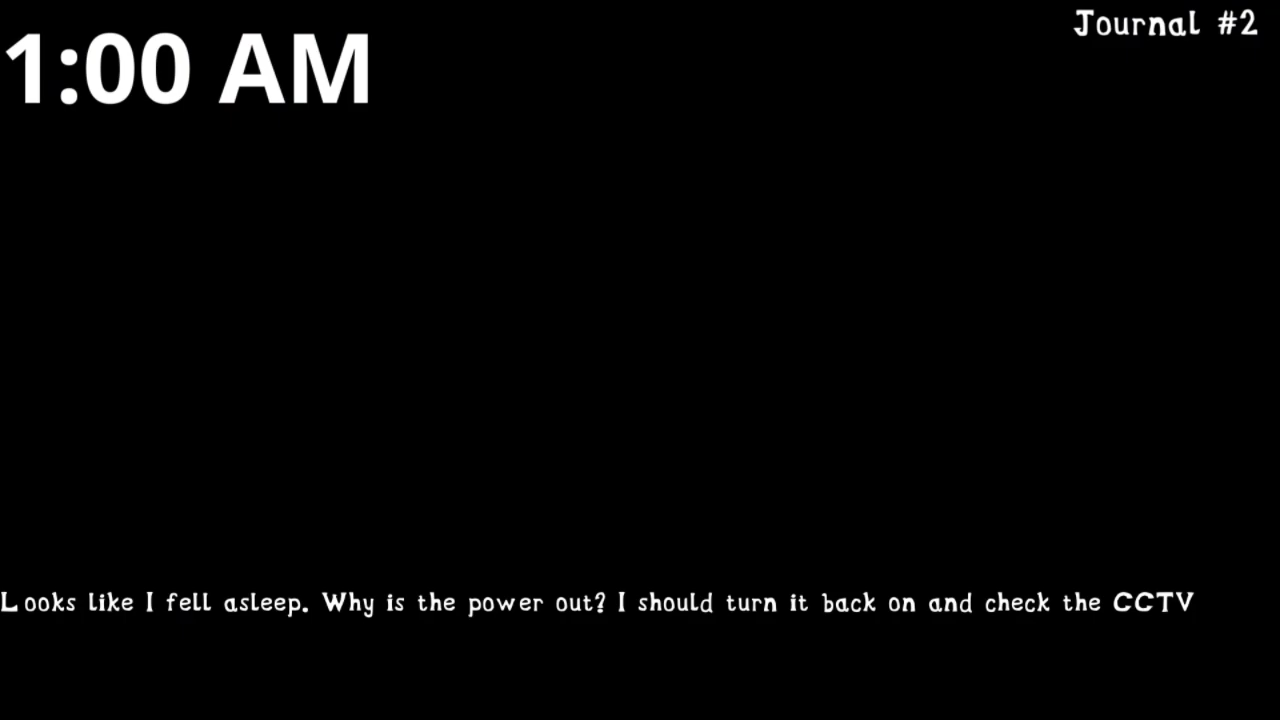 1:00 AM
Journal #2
Looks like I fell asleep. Why is the power out? I should turn it back on and check the CCTV